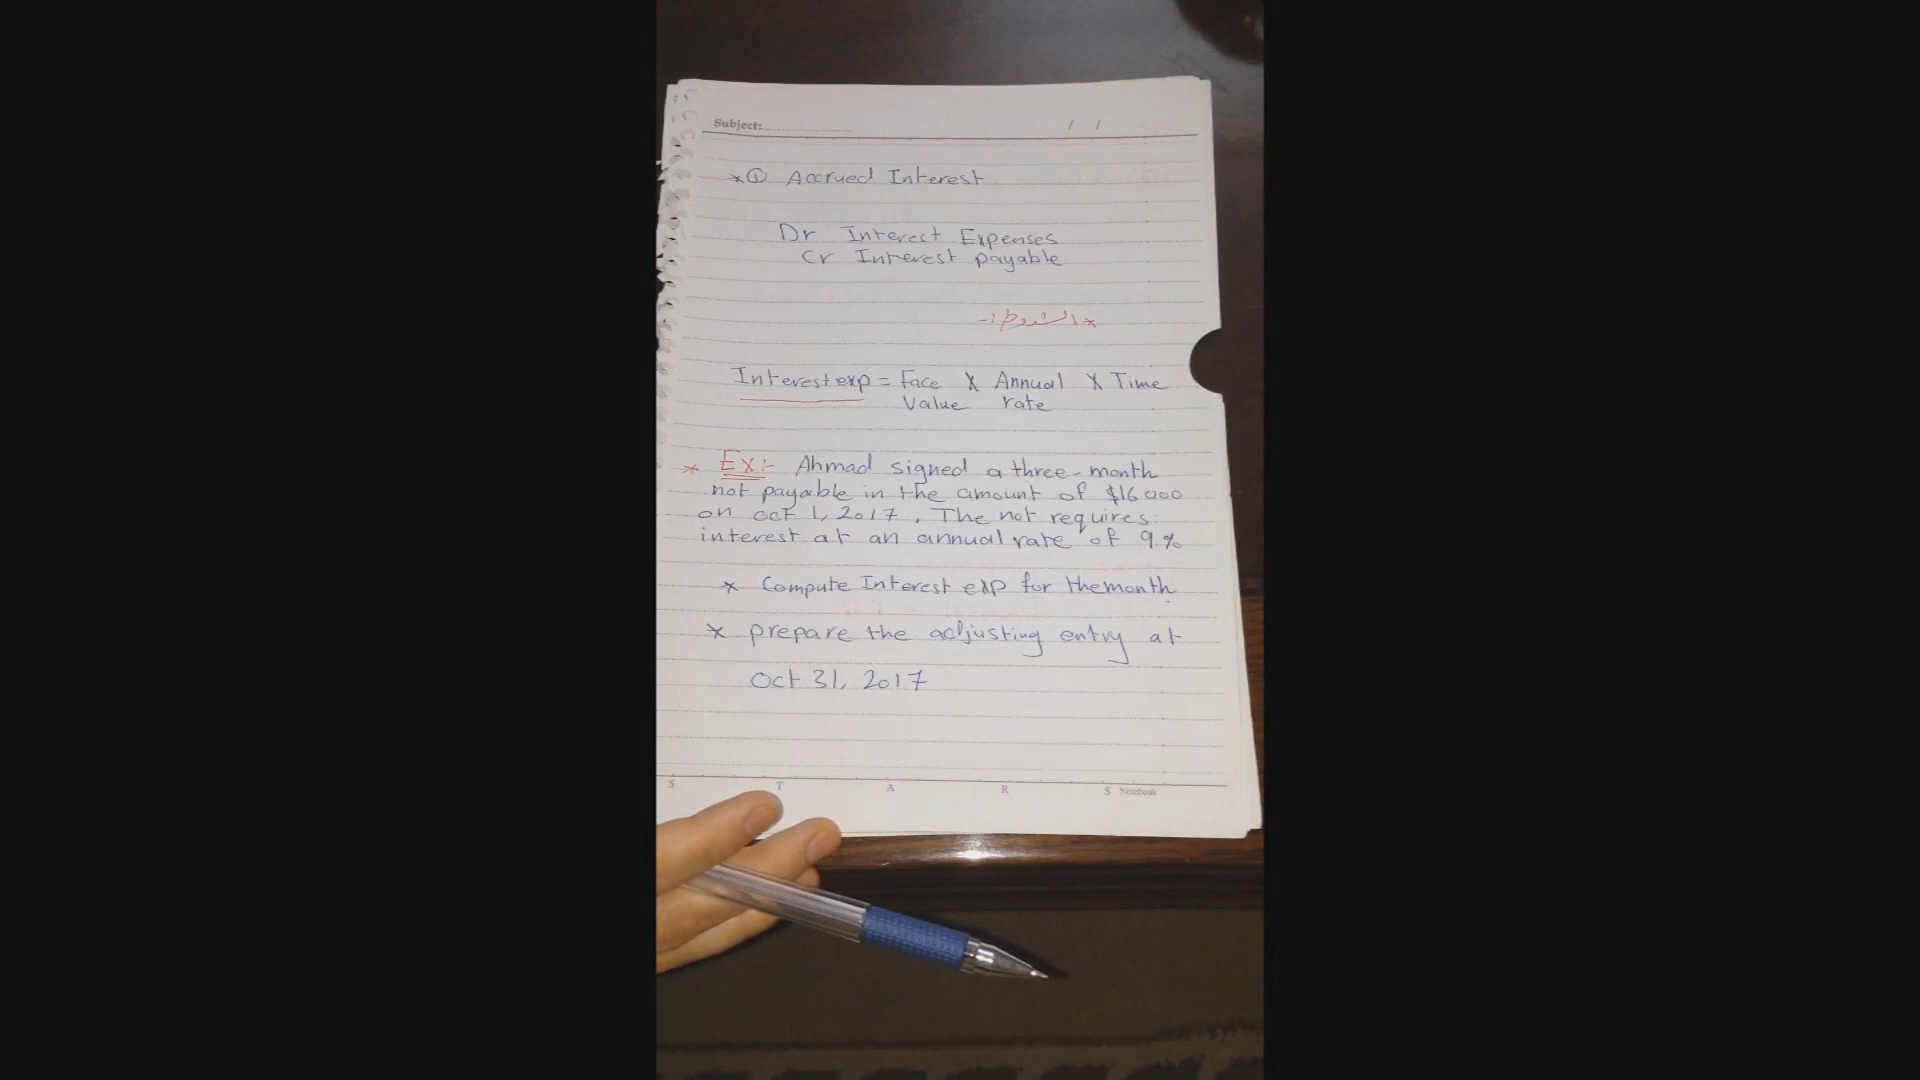 Subject:.......................
/ /
*① Accrued Interest
Dr Interest Expenses
Cr Interest payable
* الشروط :-
Interest exp = Face X Annual X Time
Value rate
* Ex:- Ahmad signed a three-month
not payable in the amount of $16000
on oct 1, 2017. The not requires
interest at an annual rate of 9%
* Compute Interest exp for the month
* prepare the adjusting entry at
Oct 31, 2017
S T A R S Notebook